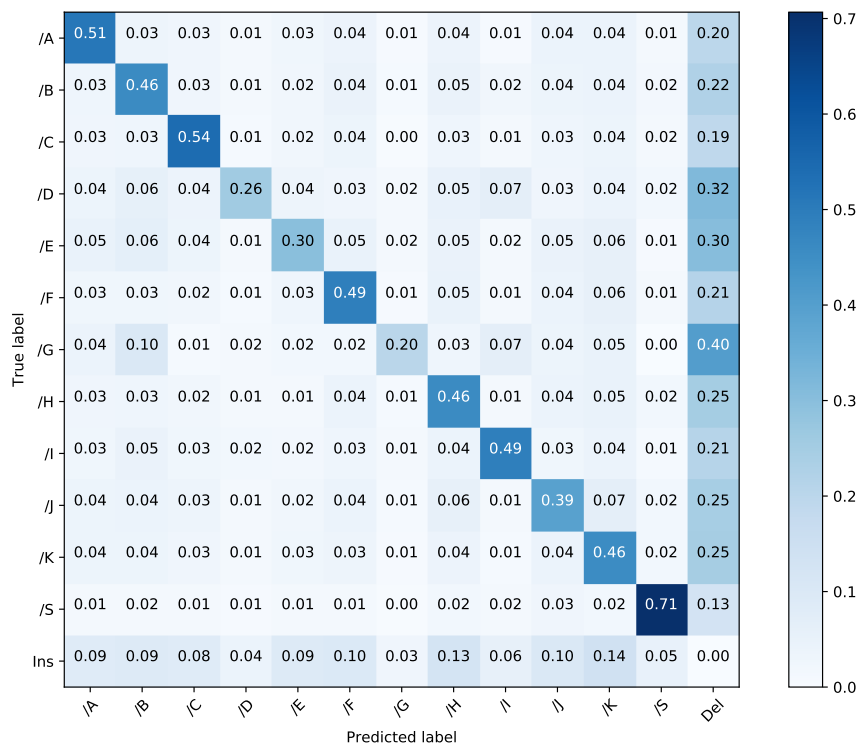 /A 0.51 0.03 0.03 0.01 0.03 0.04 0.01 0.04 0.01 0.04 0.04 0.01 0.20
/B 0.03 0.46 0.03 0.01 0.02 0.04 0.01 0.05 0.02 0.04 0.04 0.02 0.22
/C 0.03 0.03 0.54 0.01 0.02 0.04 0.00 0.03 0.01 0.03 0.04 0.02 0.19
/D 0.04 0.06 0.04 0.26 0.04 0.03 0.02 0.05 0.07 0.03 0.04 0.02 0.32
/E 0.05 0.06 0.04 0.01 0.30 0.05 0.02 0.05 0.02 0.05 0.06 0.01 0.30
/F 0.03 0.03 0.02 0.01 0.03 0.49 0.01 0.05 0.01 0.04 0.06 0.01 0.21
/G 0.04 0.10 0.01 0.02 0.02 0.02 0.20 0.03 0.07 0.04 0.05 0.00 0.40
/H 0.03 0.03 0.02 0.01 0.01 0.04 0.01 0.46 0.01 0.04 0.05 0.02 0.25
/I 0.03 0.05 0.03 0.02 0.02 0.03 0.01 0.04 0.49 0.03 0.04 0.01 0.21
/J 0.04 0.04 0.03 0.01 0.02 0.04 0.01 0.06 0.01 0.39 0.07 0.02 0.25
/K 0.04 0.04 0.03 0.01 0.03 0.03 0.01 0.04 0.01 0.04 0.46 0.02 0.25
/S 0.01 0.02 0.01 0.01 0.01 0.01 0.00 0.02 0.02 0.03 0.02 0.71 0.13
Ins 0.09 0.09 0.08 0.04 0.09 0.10 0.03 0.13 0.06 0.10 0.14 0.05 0.00
/A /B /C /D /E /F /G /H /I /J /K /S Del
Predicted label
True label
0.7
0.6
0.5
0.4
0.3
0.2
0.1
0.0